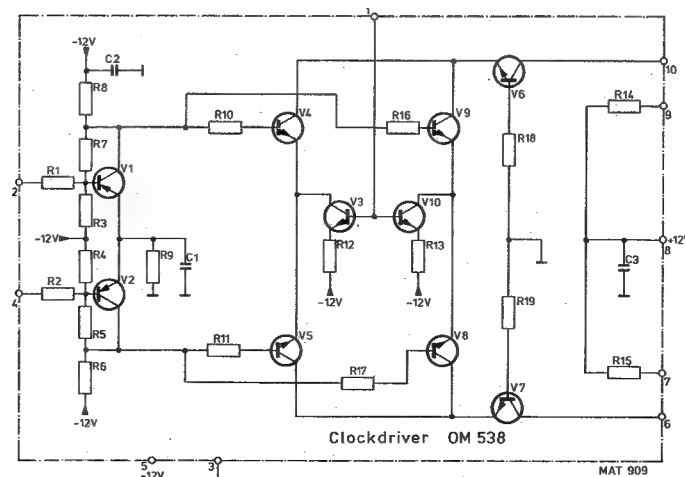 1
-12V
C2
R8
10
V6
R10
V4
R16
V9
R14
9
R7
R18
R1
V1
2
R3
V3
V10
-12V
+12V
8
R12
R13
R4
R9
C1
C3
R2
V2
-12V
-12V
4
R19
R5
R11
V5
V8
R17
R15
7
R6
V7
-12V
6
Clockdriver OM 538
5
-12V
3
MAT 909